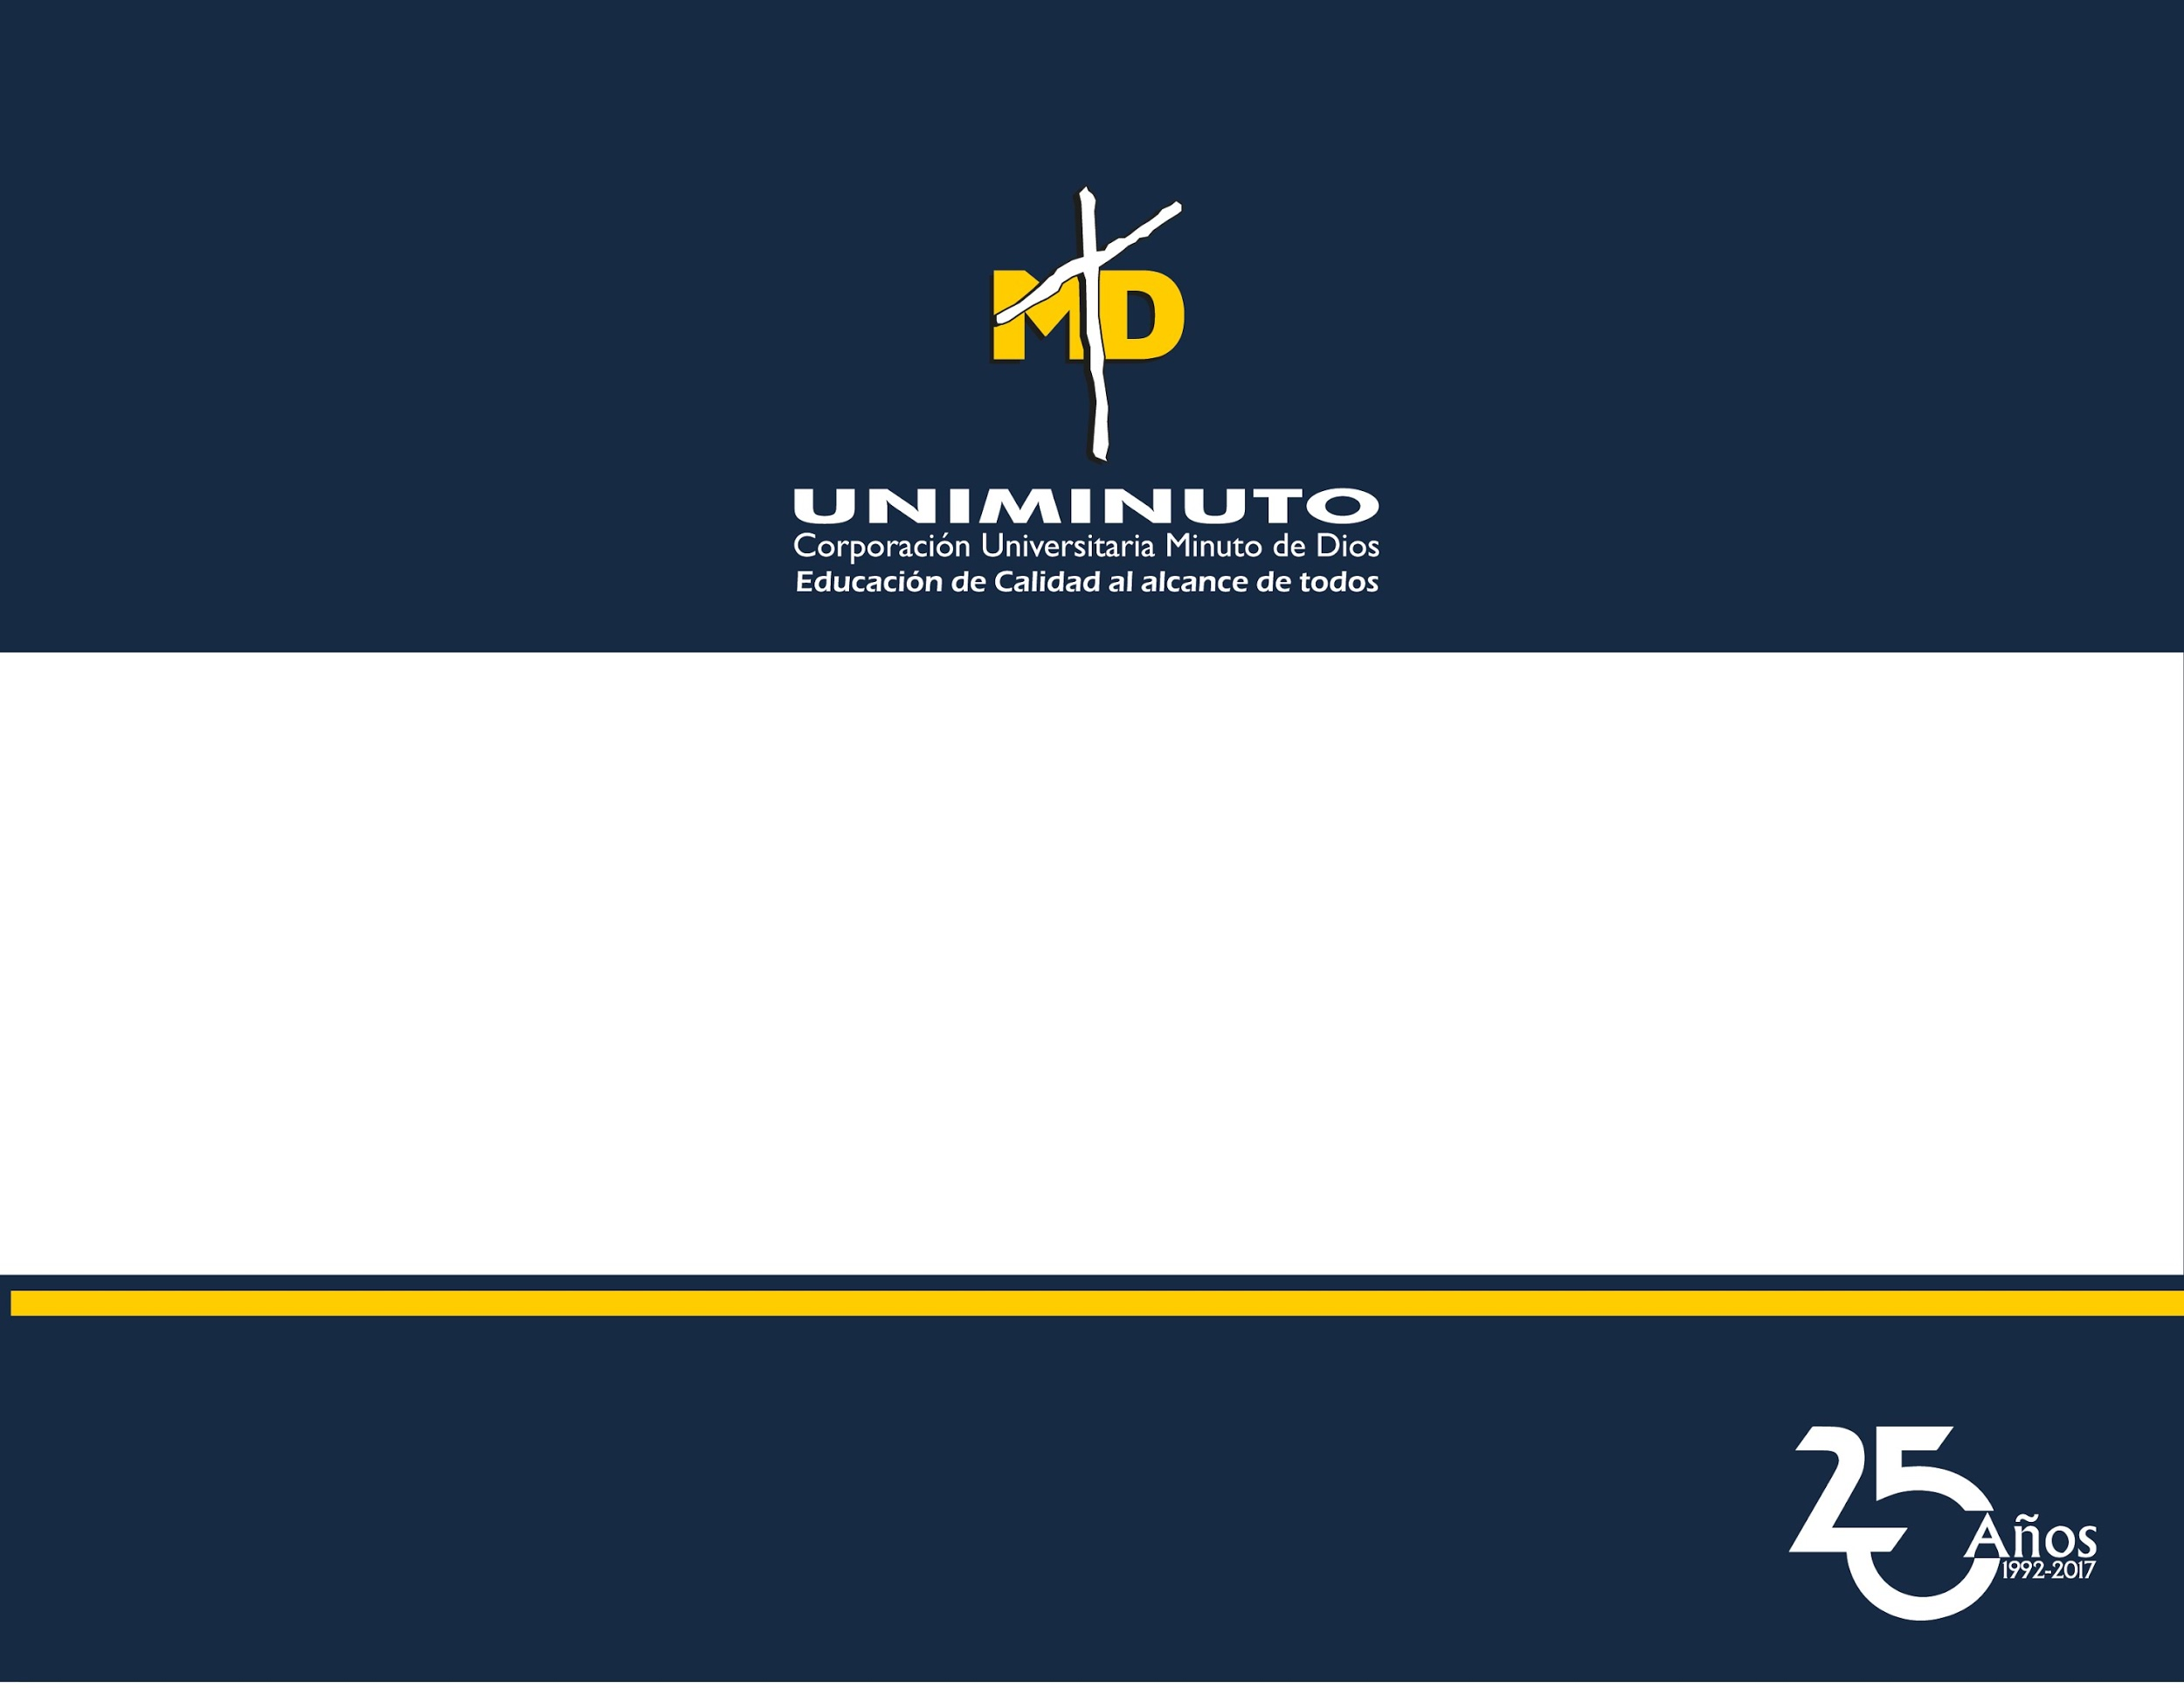 MD
UNIMINUTO
Corporación Universitaria Minuto de Dios
Educación de Calidad al alcance de todos
25
Años
1992-2017